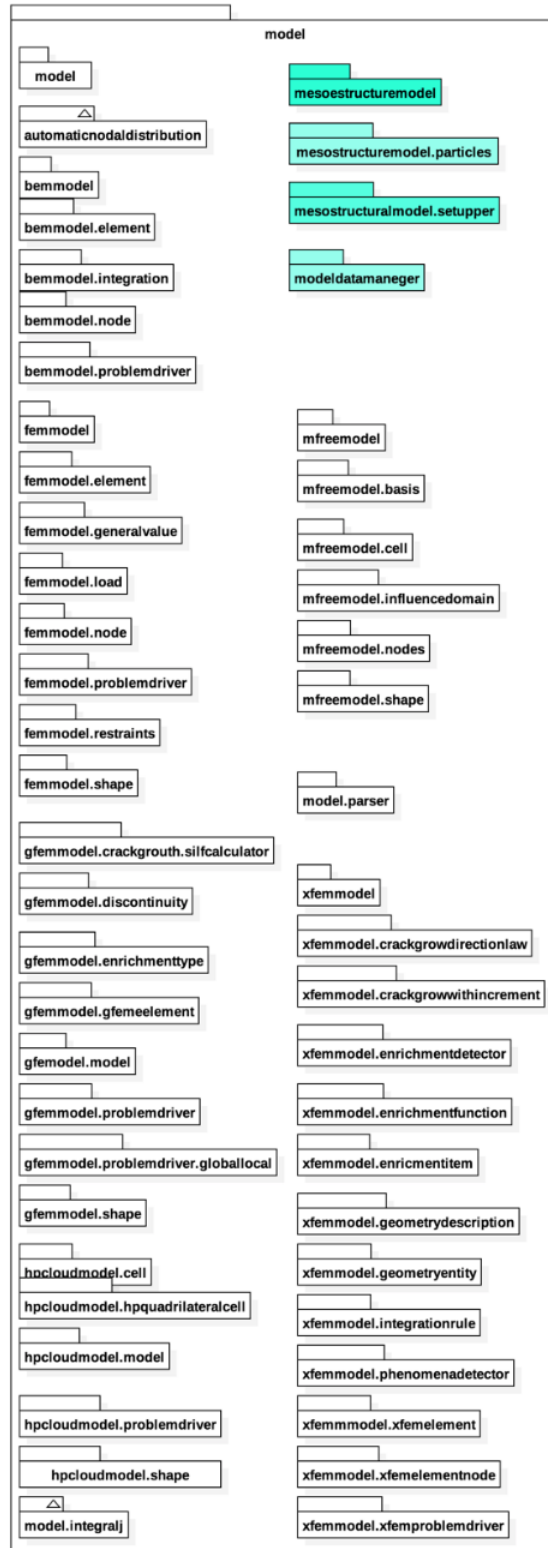 model
model
automaticnodaldistribution
bemmodel
bemmodel.element
bemmodel.integration
bemmodel.node
bemmodel.problemdriver
femmodel
femmodel.element
femmodel.generalvalue
femmodel.load
femmodel.node
femmodel.problemdriver
femmodel.restraints
femmodel.shape
gfemmodel.crackgrouth.silfcalculator
gfemmodel.discontinuity
gfemmodel.enrichmenttype
gfemmodel.gfemeelement
gfemodel.model
gfemmodel.problemdriver
gfemmodel.problemdriver.globallocal
gfemmodel.shape
hpcloudmodel.cell
hpcloudmodel.hpquadrilateralcell
hpcloudmodel.model
hpcloudmodel.problemdriver
hpcloudmodel.shape
model.integralj
mesoestructuremodel
mesostructuremodel.particles
mesostructuralmodel.setupper
modeldatamaneger
mfreemodel
mfreemodel.basis
mfreemodel.cell
mfreemodel.influencedomain
mfreemodel.nodes
mfreemodel.shape
model.parser
xfemmodel
xfemmodel.crackgrowdirectionlaw
xfemmodel.crackgrowwithincrement
xfemmodel.enrichmentdetector
xfemmodel.enrichmentfunction
xfemmodel.enricmentitem
xfemmodel.geometrydescription
xfemmodel.geometryentity
xfemmodel.integrationrule
xfemmodel.phenomenadetector
xfemmmodel.xfemelement
xfemmodel.xfemelementnode
xfemmodel.xfemproblemdriver